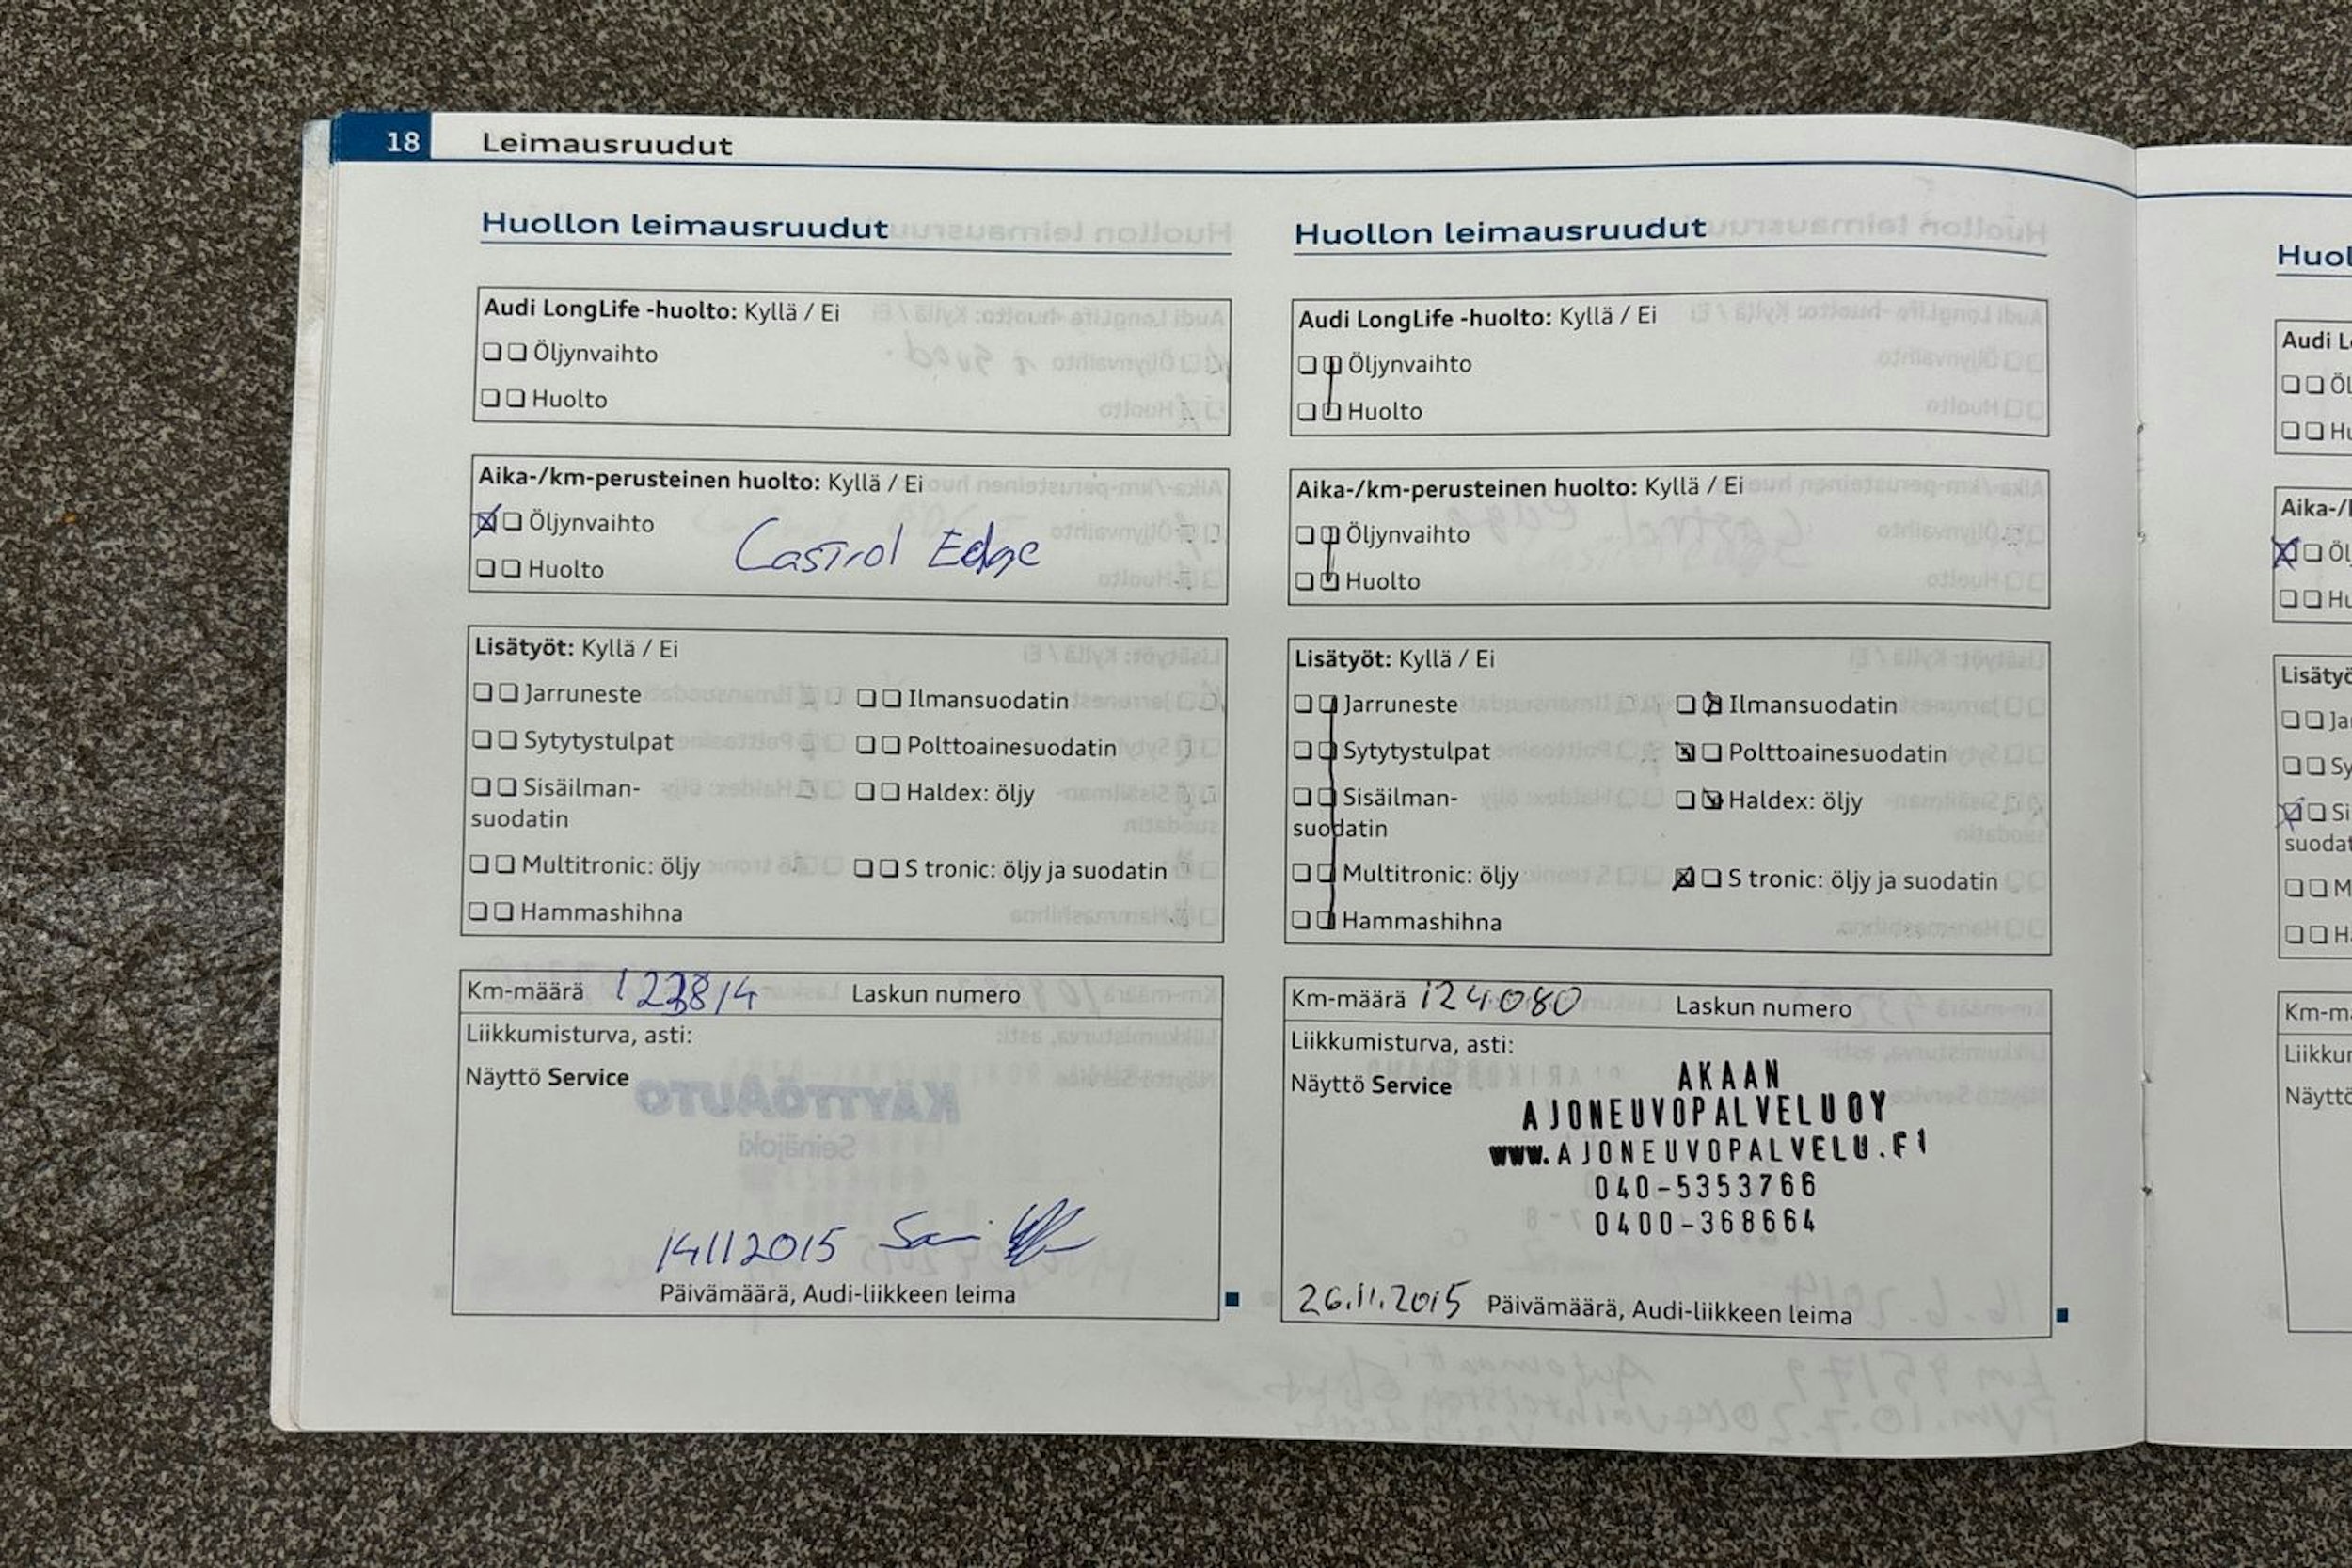 18 Leimausruudut
Huollon leimausruudut
Audi LongLife -huolto: Kyllä / Ei
Öljynvaihto
Huolto
Aika-/km-perusteinen huolto: Kyllä / Ei
Öljynvaihto
Castrol Edge
Huolto
Lisätyöt: Kyllä / Ei
Jarruneste Ilmansuodatin
Sytytystulpat Polttoainesuodatin
Sisäilman- Haldex: öljy
suodatin
Multitronic: öljy S tronic: öljy ja suodatin
Hammashihna
Km-määrä 123814 Laskun numero
Liikkumisturva, asti:
Näyttö Service
14112015
Päivämäärä, Audi-liikkeen leima
Huollon leimausruudut
Audi LongLife -huolto: Kyllä / Ei
Öljynvaihto
Huolto
Aika-/km-perusteinen huolto: Kyllä / Ei
Öljynvaihto
Huolto
Lisätyöt: Kyllä / Ei
Jarruneste Ilmansuodatin
Sytytystulpat Polttoainesuodatin
Sisäilman- Haldex: öljy
suodatin
Multitronic: öljy S tronic: öljy ja suodatin
Hammashihna
Km-määrä 124080 Laskun numero
Liikkumisturva, asti:
Näyttö Service
AKAAN
AJONEUVOPALVELU OY
www.AJONEUVOPALVELU.FI
040-5353766
0400-368664
26.11.2015 Päivämäärä, Audi-liikkeen leima